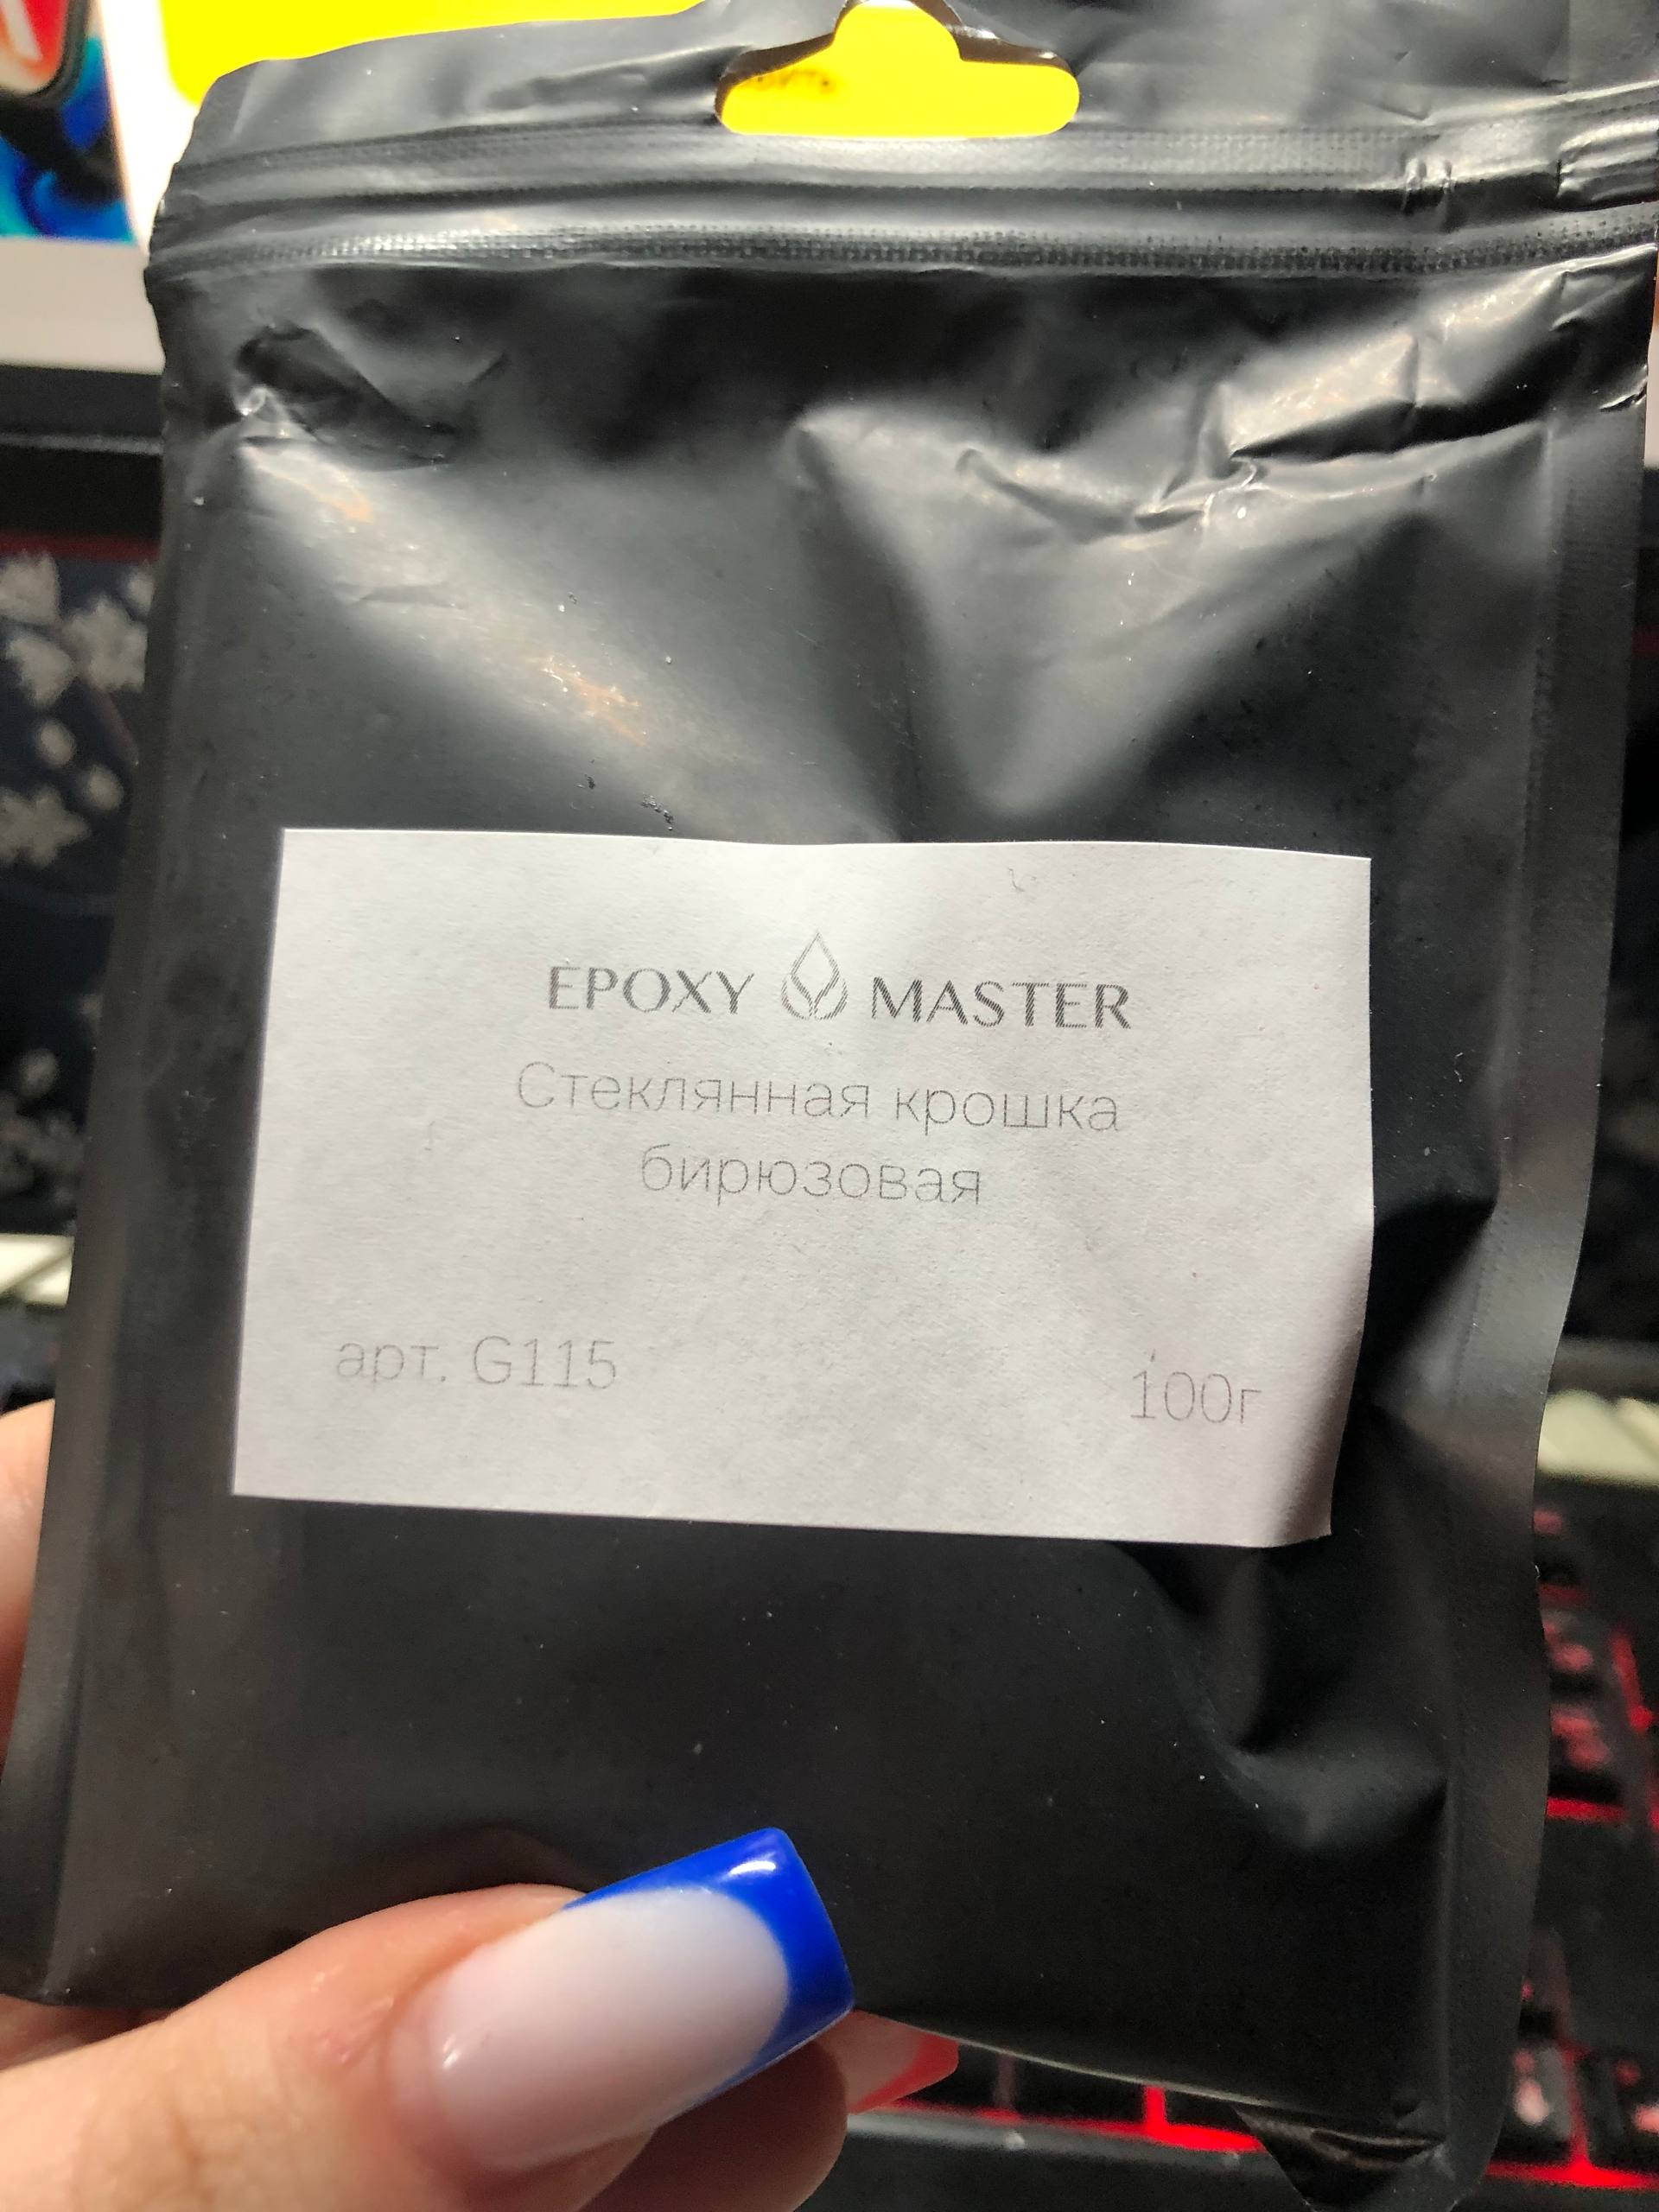 EPOXY MASTER
Стеклянная крошка
бирюзовая
арт. G115 100г